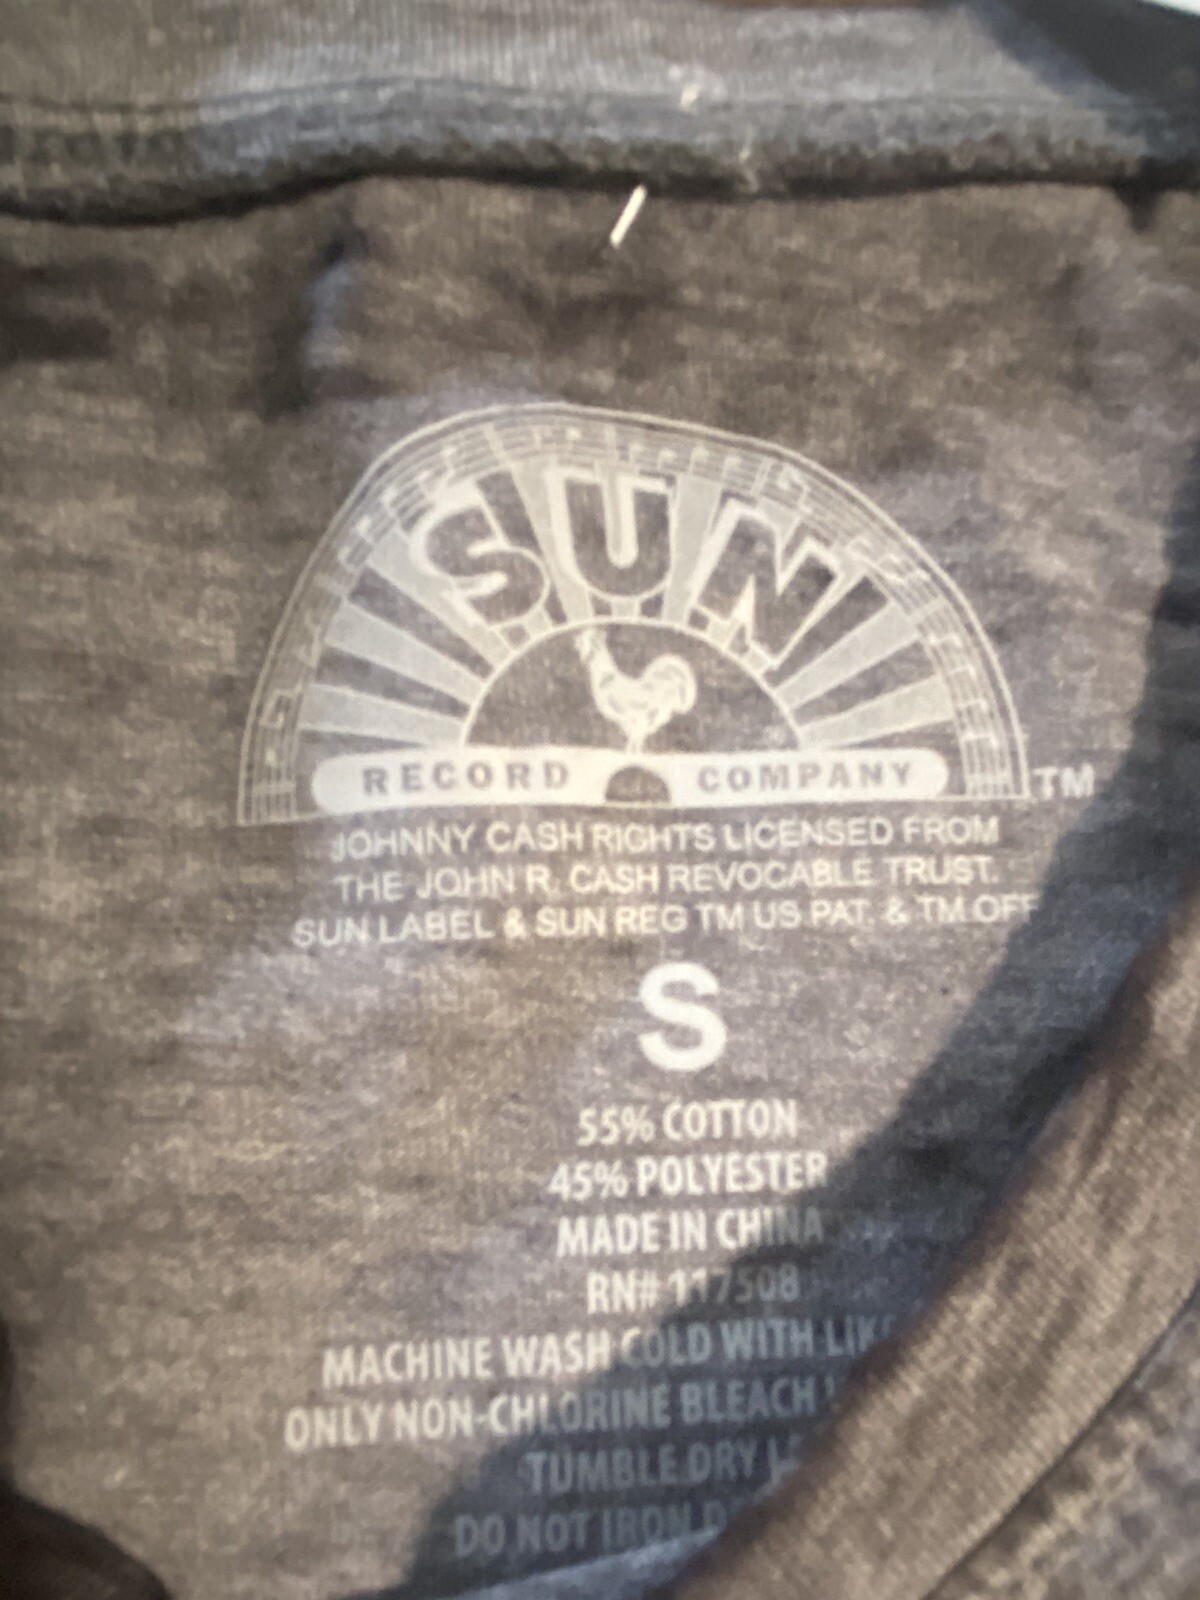 SUN
RECORD COMPANY TM
JOHNNY CASH RIGHTS LICENSED FROM
THE JOHN R. CASH REVOCABLE TRUST.
SUN LABEL & SUN REG TM US PAT. & TM OFF
S
55% COTTON
45% POLYESTER
MADE IN CHINA
RN# 117508
MACHINE WASH COLD WITH LIKE
ONLY NON-CHLORINE BLEACH
TUMBLE DRY
DO NOT IRON